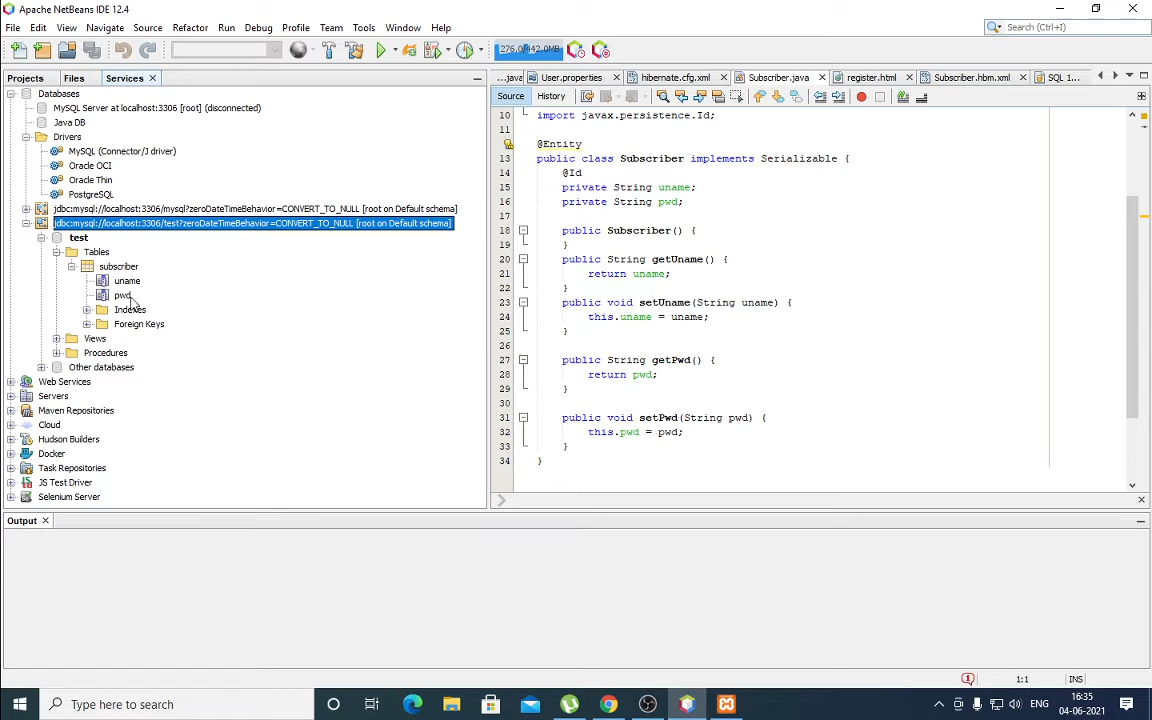 Apache NetBeans IDE 12.4
File Edit View Navigate Source Refactor Run Debug Profile Team Tools Window Help
Search (Ctrl+I)
276.0/442.0MB
Projects Files Services
...java User.properties hibernate.cfg.xml Subscriber.java register.html Subscriber.hbm.xml SQL 1...
Source History
Databases
MySQL Server at localhost:3306 [root] (disconnected)
Java DB
Drivers
MySQL (Connector/J driver)
Oracle OCI
Oracle Thin
PostgreSQL
jdbc:mysql://localhost:3306/mysql?zeroDateTimeBehavior=CONVERT_TO_NULL [root on Default schema]
jdbc:mysql://localhost:3306/test?zeroDateTimeBehavior=CONVERT_TO_NULL [root on Default schema]
test
Tables
subscriber
uname
pwd
Indexes
Foreign Keys
Views
Procedures
Other databases
Web Services
Servers
Maven Repositories
Cloud
Hudson Builders
Docker
Task Repositories
JS Test Driver
Selenium Server
10 import javax.persistence.Id;
11
@Entity
13 public class Subscriber implements Serializable {
14 @Id
15 private String uname;
16 private String pwd;
17
18 public Subscriber() {
19 }
20 public String getUname() {
21 return uname;
22 }
23 public void setUname(String uname) {
24 this.uname = uname;
25 }
26
27 public String getPwd() {
28 return pwd;
29 }
30
31 public void setPwd(String pwd) {
32 this.pwd = pwd;
33 }
34 }
Output
1 1:1 INS
Type here to search
ENG
16:35
04-06-2021